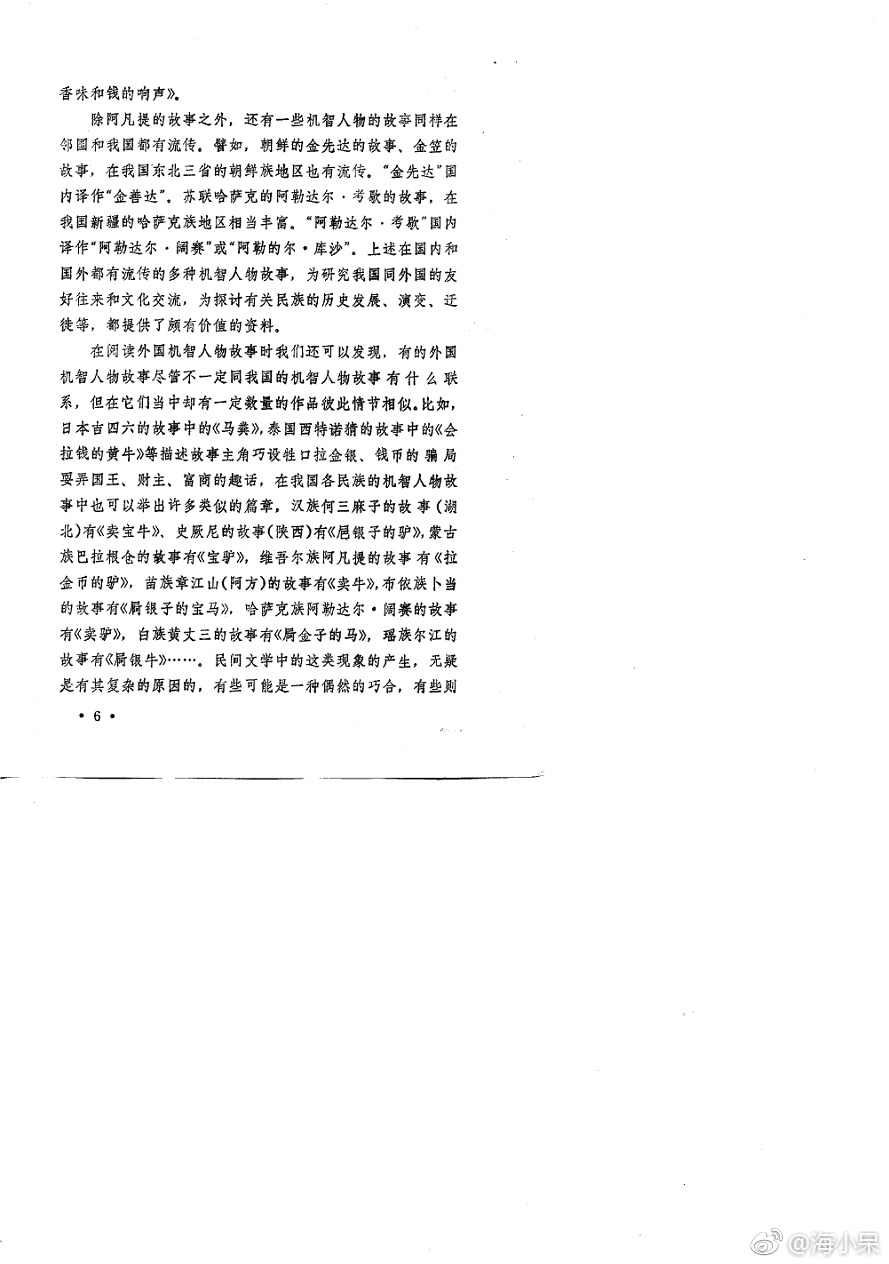 香味和钱的响声》。
除阿凡提的故事之外，还有一些机智人物的故事同样在
邻国和我国都有流传。譬如，朝鲜的金先达的故事、金笠的
故事，在我国东北三省的朝鲜族地区也有流传。“金先达”国
内译作“金善达”。苏联哈萨克的阿勒达尔·考歇的故事，在
我国新疆的哈萨克族地区相当丰富。“阿勒达尔·考歇”国内
译作“阿勒达尔·阔赛”或“阿勒的尔·库沙”。上述在国内和
国外都有流传的多种机智人物故事，为研究我国同外国的友
好往来和文化交流，为探讨有关民族的历史发展、演变、迁
徙等，都提供了颇有价值的资料。
在阅读外国机智人物故事时我们还可以发现，有的外国
机智人物故事尽管不一定同我国的机智人物故事有什么联
系，但在它们当中却有一定数量的作品彼此情节相似。比如，
日本吉四六的故事中的《马粪》，泰国西特诺猜的故事中的《会
拉钱的黄牛》等描述故事主角巧设牲口拉金银、钱币的骗局
耍弄国王、财主、富商的趣话，在我国各民族的机智人物故
事中也可以举出许多类似的篇章，汉族何三麻子的故事（湖
北）有《卖宝牛》、史厥尼的故事（陕西）有《屙银子的驴》，蒙古
族巴拉根仓的故事有《宝驴》，维吾尔族阿凡提的故事有《拉
金币的驴》，苗族章江山（阿方）的故事有《卖牛》，布依族卜当
的故事有《屙银子的宝马》，哈萨克族阿勒达尔·阔赛的故事
有《卖驴》，白族黄丈三的故事有《屙金子的马》，瑶族尔江的
故事有《屙银牛》……。民间文学中的这类现象的产生，无疑
是有其复杂的原因的，有些可能是一种偶然的巧合，有些则
·6·
@海小呆